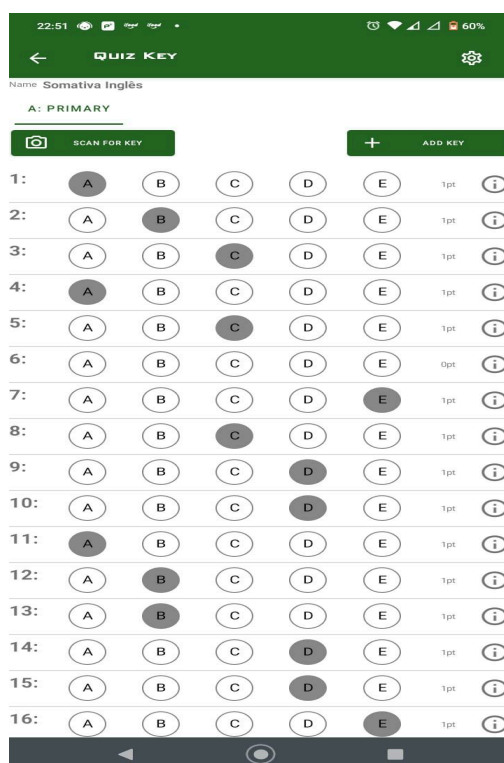 22:51 60%
Quiz Key
Name Somativa Inglês
A: PRIMARY
SCAN FOR KEY + ADD KEY
1: A B C D E 1pt i
2: A B C D E 1pt i
3: A B C D E 1pt i
4: A B C D E 1pt i
5: A B C D E 1pt i
6: A B C D E 0pt i
7: A B C D E 1pt i
8: A B C D E 1pt i
9: A B C D E 1pt i
10: A B C D E 1pt i
11: A B C D E 1pt i
12: A B C D E 1pt i
13: A B C D E 1pt i
14: A B C D E 1pt i
15: A B C D E 1pt i
16: A B C D E 1pt i